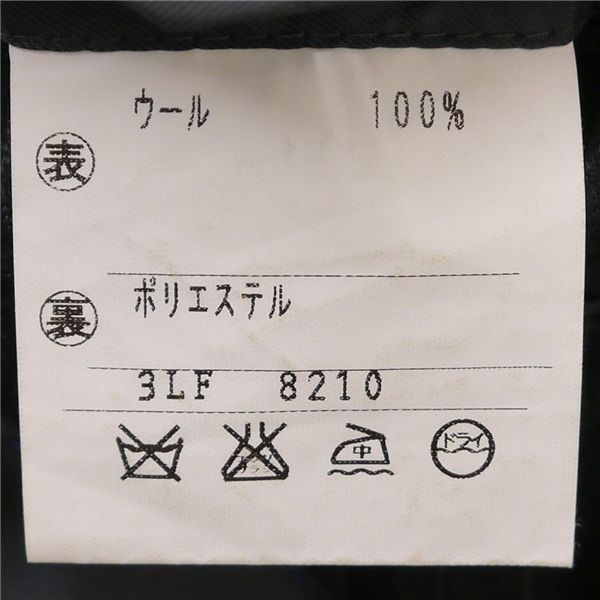 ウール 100%
表
ポリエステル
裏
3LF 8210
中 ドライ